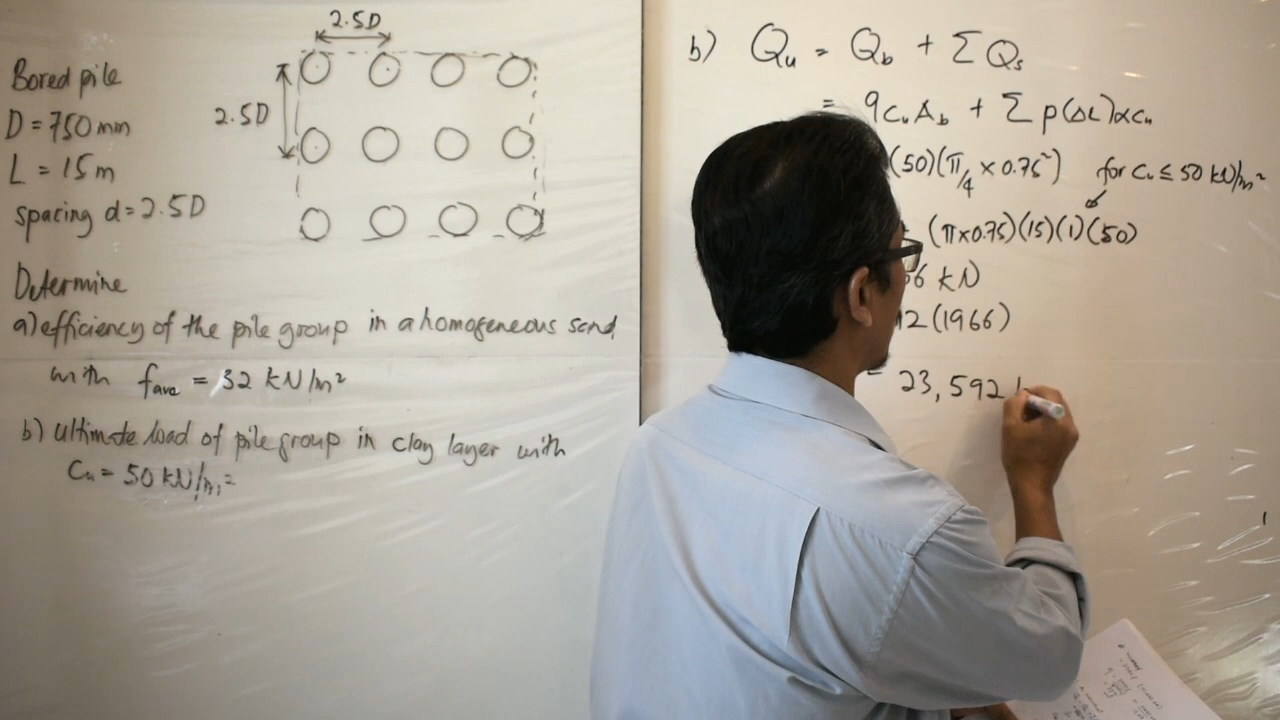 2.5D
Bored pile
D = 750 mm
2.5D
L = 15 m
spacing d = 2.5D
Determine
a) efficiency of the pile group in a homogeneous sand
with fave = 32 kN/m²
b) ultimate load of pile group in clay layer with
Cu = 50 kN/m²
b) Qu = Qb + ΣQs
= 9cuAb + Σ p(ΔL)αcu
(50)(π/4 × 0.75²) for Cu ≤ 50 kN/m²
(π×0.75)(15)(1)(50)
66 kN
12(1966)
= 23,592